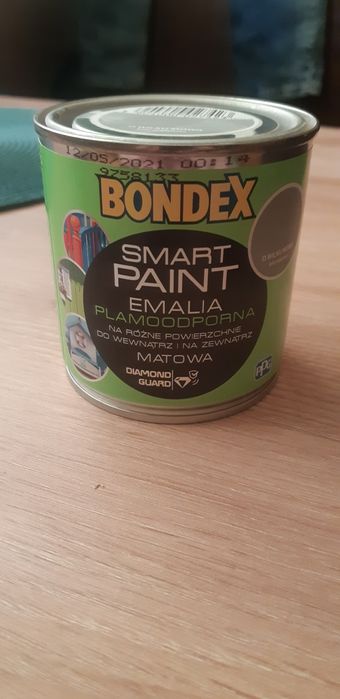 12/05/2021 00:14
9258133
BONDEX
SMART
PAINT
EMALIA
PLAMOODPORNA
NA RÓŻNE POWIERZCHNIE
DO WEWNĄTRZ I NA ZEWNĄTRZ
MATOWA
DIAMOND
GUARD
PPG